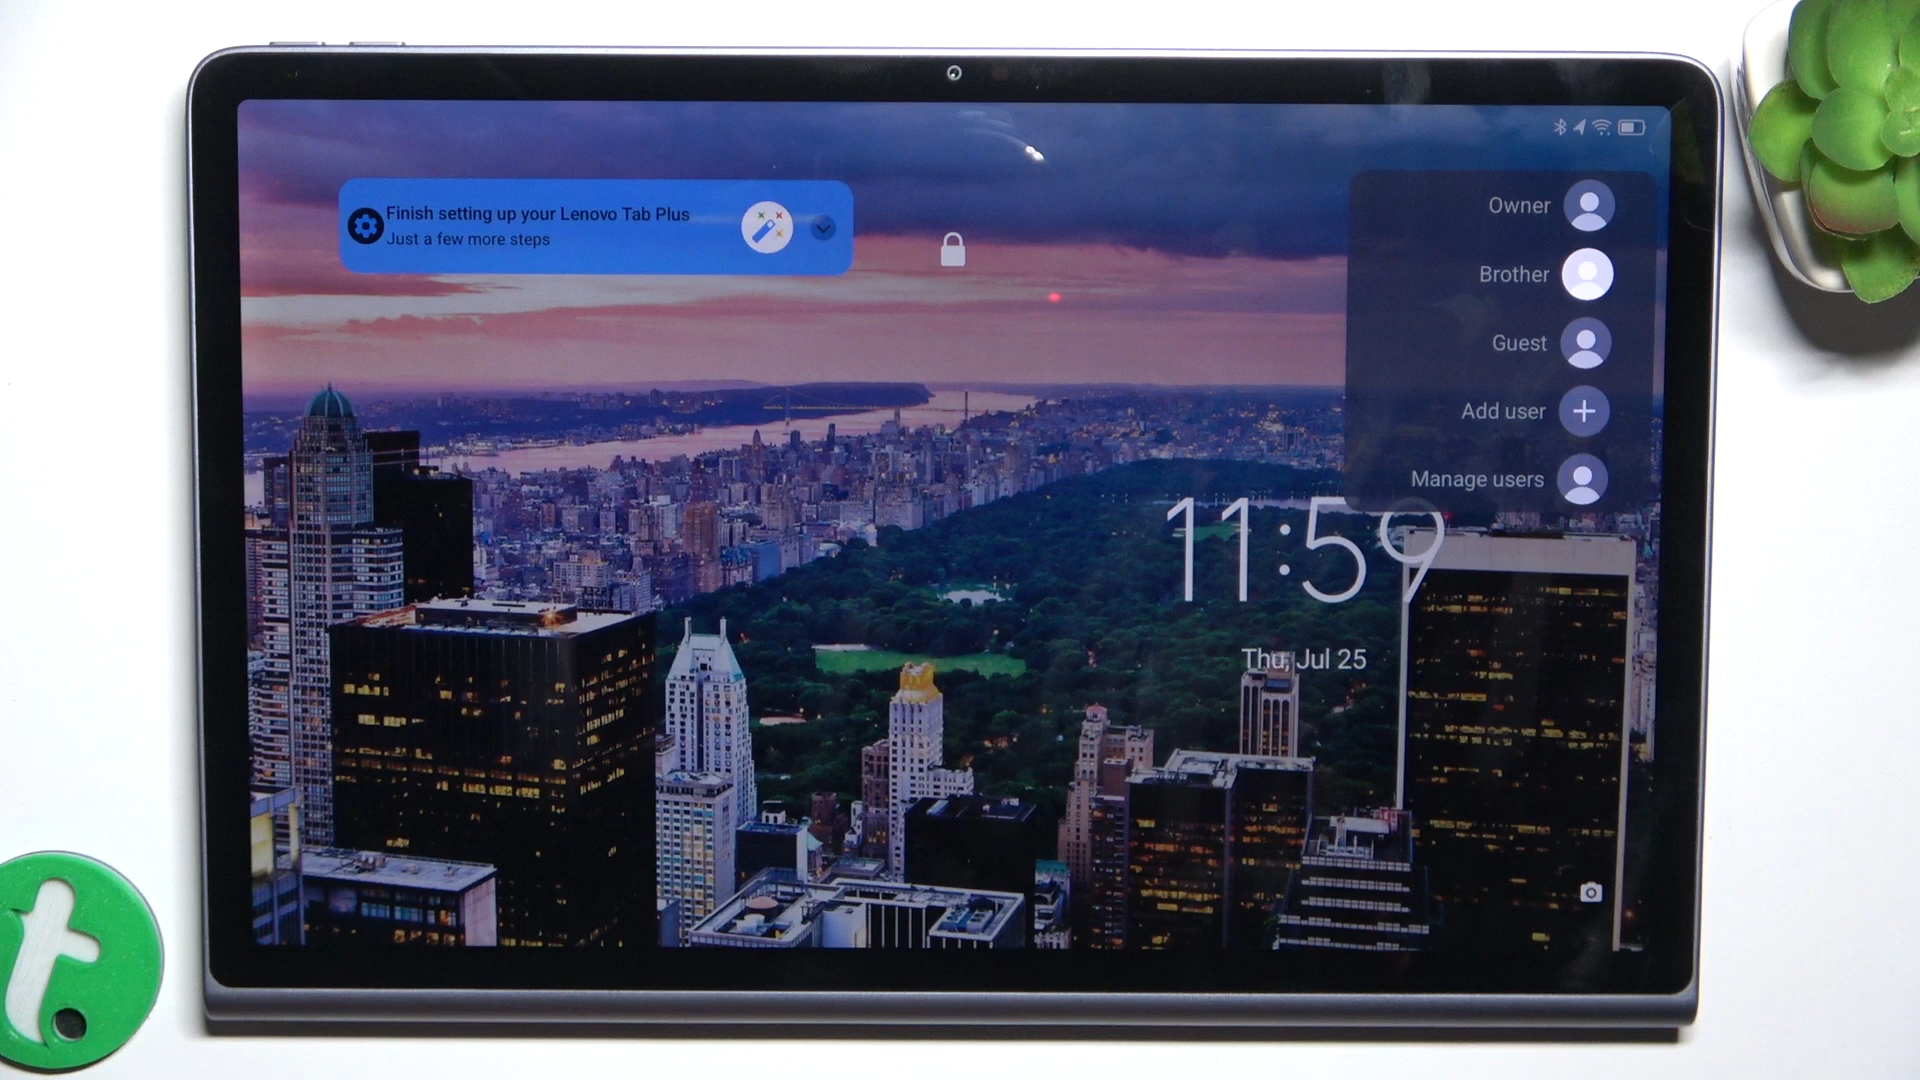 Finish setting up your Lenovo Tab Plus
Just a few more steps
Owner
Brother
Guest
Add user
Manage users
11:59
Thu, Jul 25
t.